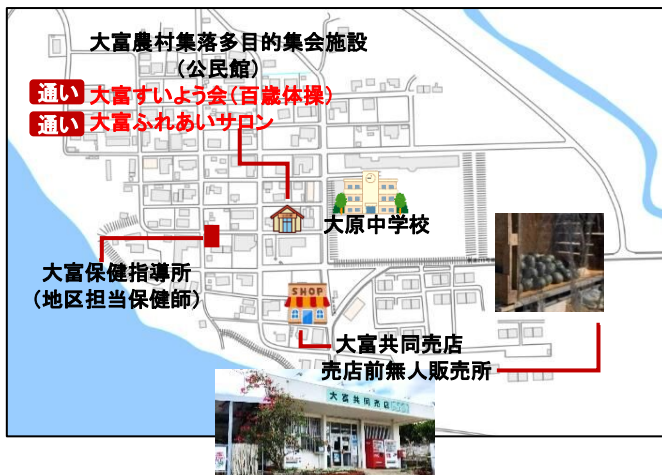 大富農村集落多目的集会施設
(公民館)
通い 大富すいよう会(百歳体操)
通い 大富ふれあいサロン
大原中学校
大富保健指導所
(地区担当保健師)
SHOP
大富共同売店
売店前無人販売所
大富共同売店